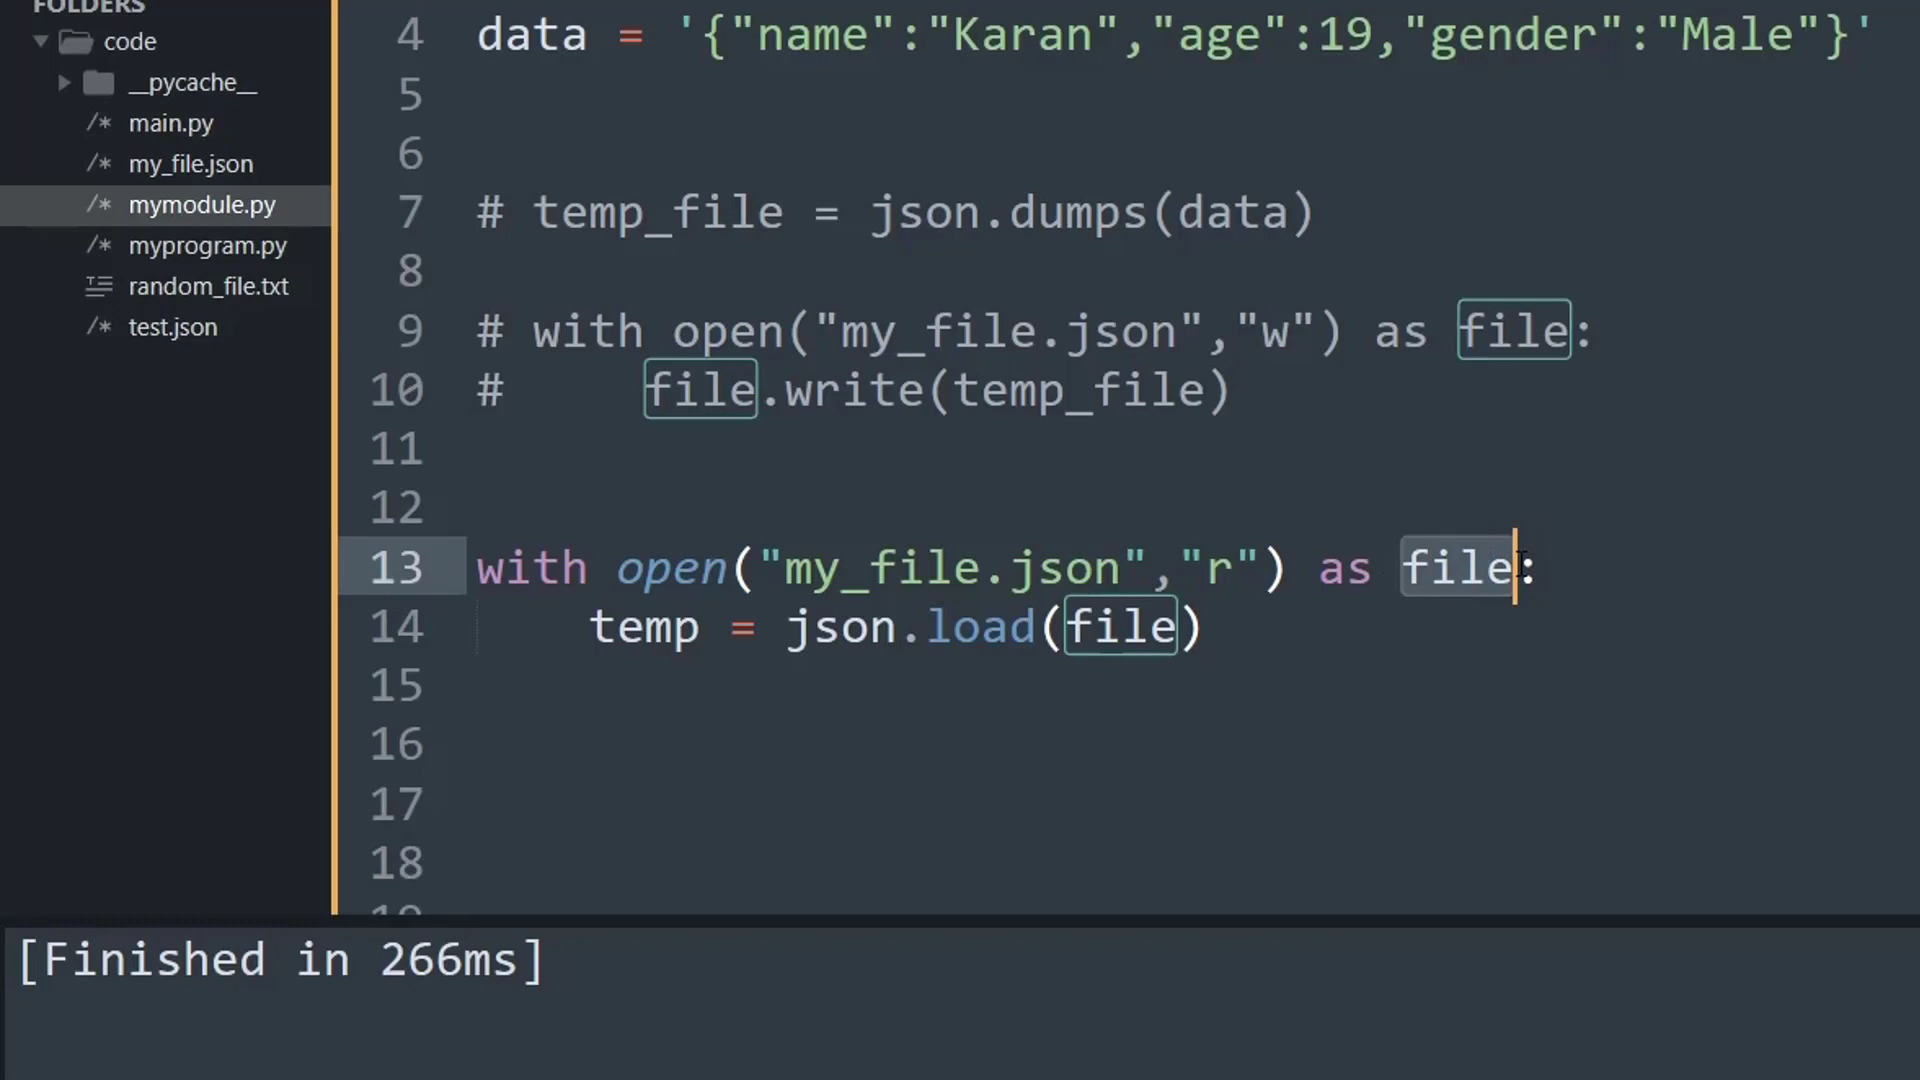 FOLDERS
code
__pycache__
/* main.py
/* my_file.json
/* mymodule.py
/* myprogram.py
random_file.txt
/* test.json
4 data = '{"name":"Karan","age":19,"gender":"Male"}'
5
6
7 # temp_file = json.dumps(data)
8
9 # with open("my_file.json","w") as file:
10 #     file.write(temp_file)
11
12
13 with open("my_file.json","r") as file:
14     temp = json.load(file)
15
16
17
18
19
[Finished in 266ms]